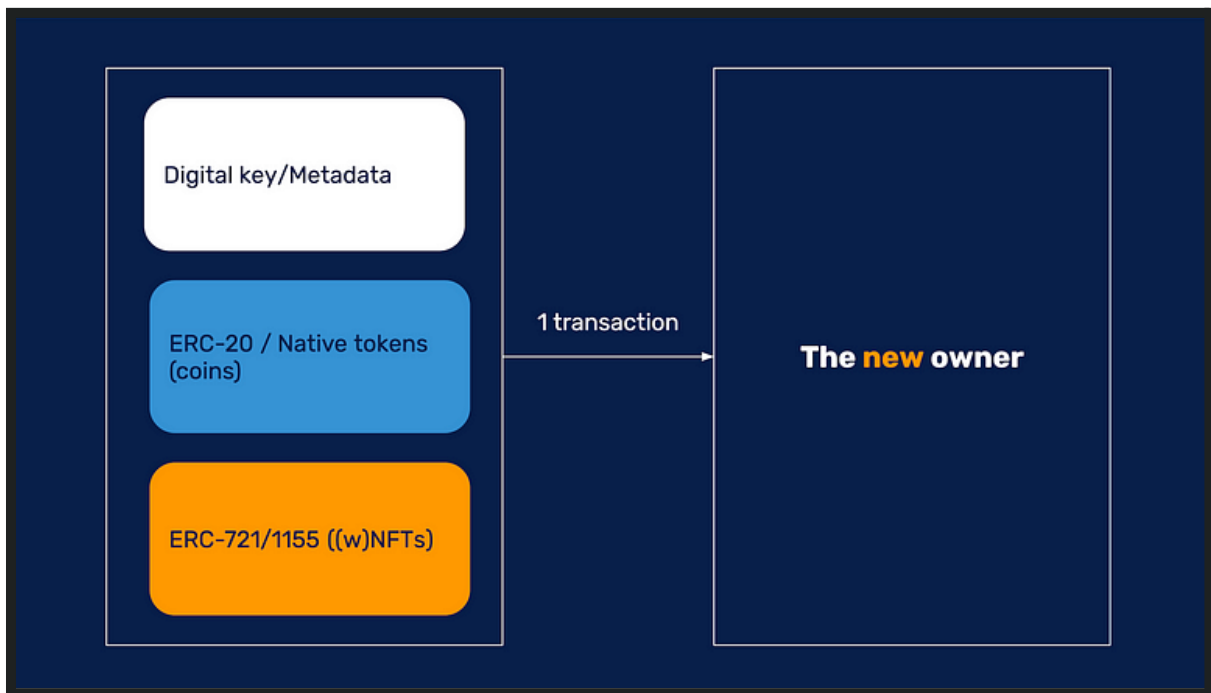 Digital key/Metadata
ERC-20 / Native tokens
(coins)
ERC-721/1155 ((w)NFTs)
1 transaction
The new owner